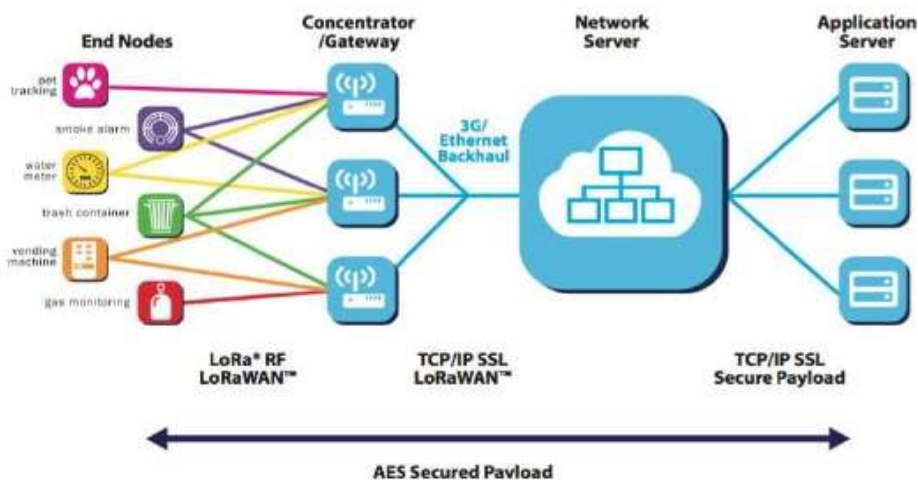 End Nodes
Concentrator
/Gateway
Network
Server
Application
Server
pet
tracking
smoke alarm
water
meter
trash container
vending
machine
gas monitoring
3G/
Ethernet
Backhaul
LoRa® RF
LoRaWAN™
TCP/IP SSL
LoRaWAN™
TCP/IP SSL
Secure Payload
AES Secured Payload